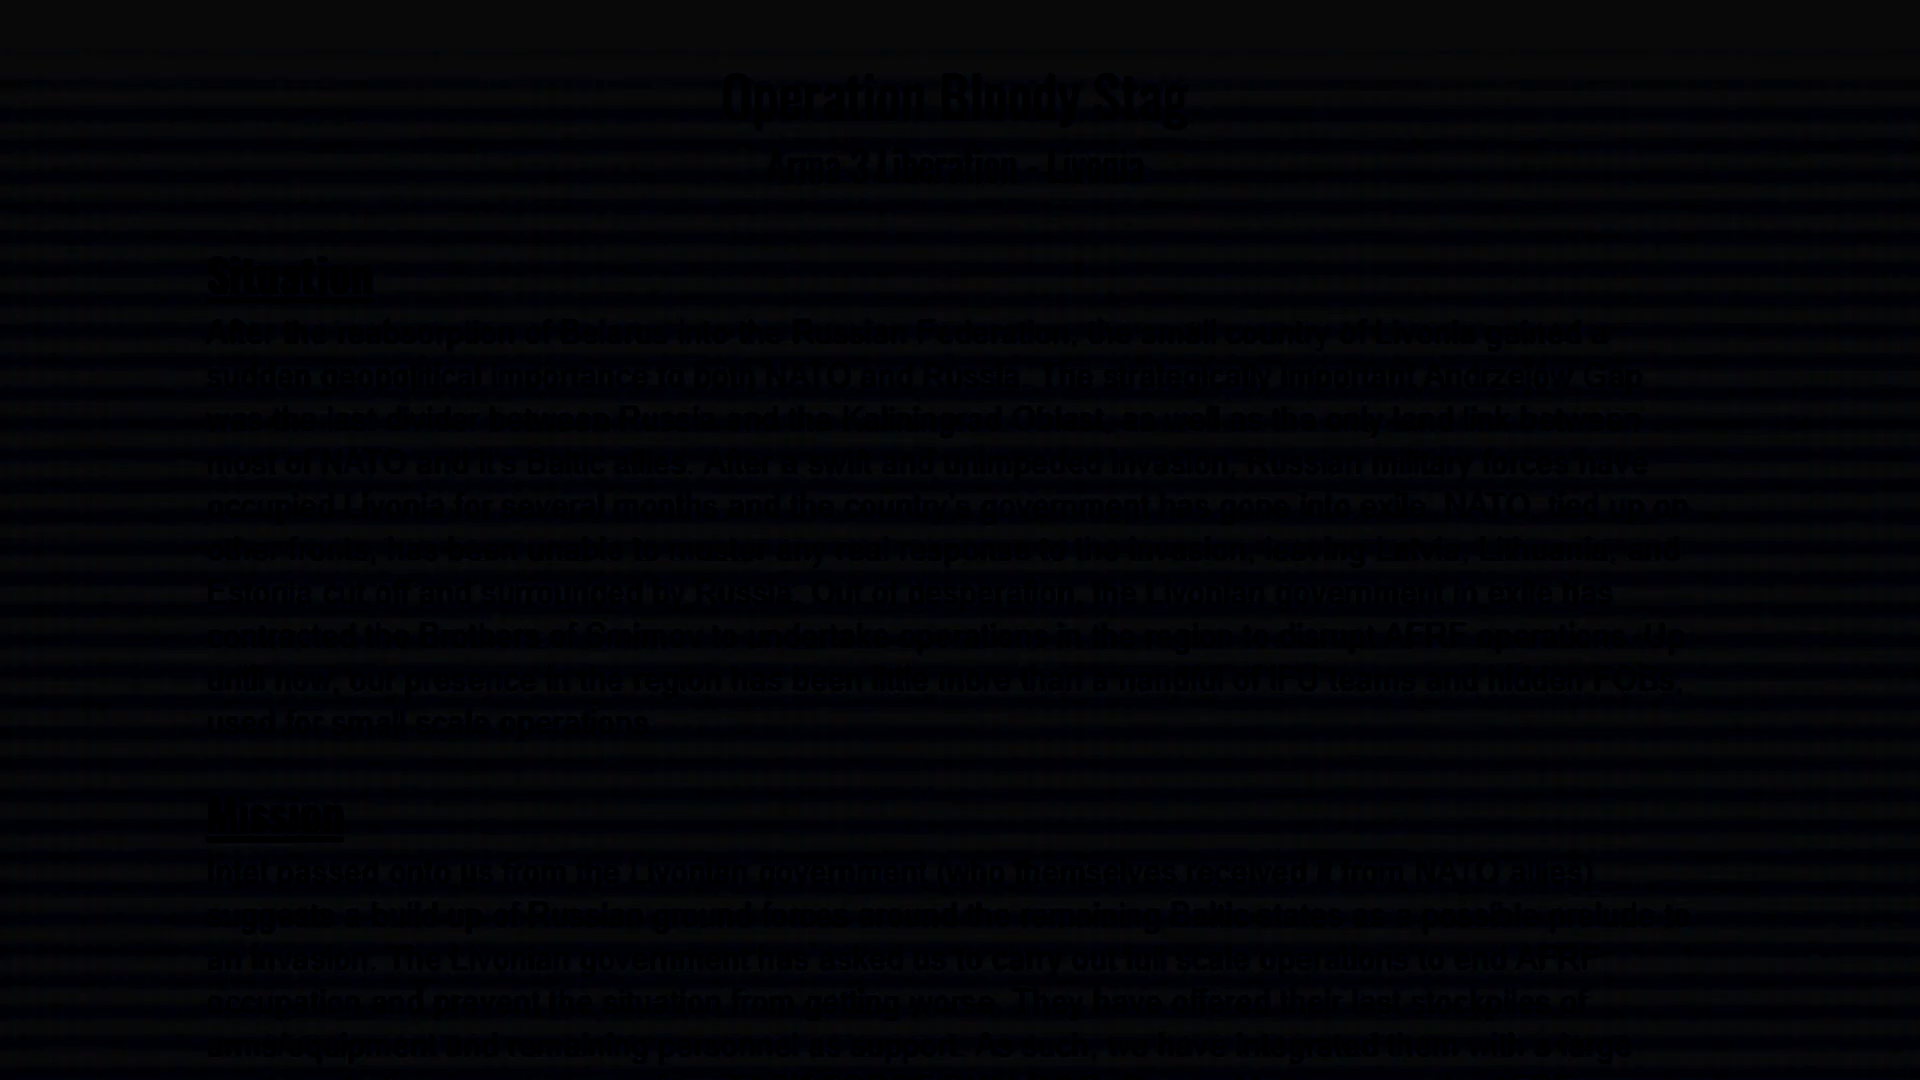 Operation Bloody Stag
Arma 3 Liberation - Livonia
Situation
After the reabsorption of Belarus into the Russian Federation, the small country of Livonia gained a
sudden geopolitical importance to both NATO and Russia. The strategically important Andrzejów Gap
was the last divider between Russia and the Kaliningrad Oblast, as well as the only land link between
most of NATO and it's Baltic allies. After a swift and unimpeded invasion, Russian military forces have
occupied Livonia for several months and the country's government has gone into exile. NATO, tied up on
other fronts, has been unable to muster any real response to the invasion, leaving Latvia, Lithuania, and
Estonia cut off and surrounded by Russia. Out of desperation, the Livonian government in exile has
contracted the Brothers of Smirnov to undertake operations in the region to disrupt AFRF operations. Up
until now, our presence in the region has been little more than a handful of IFO teams and hidden FOBs,
used for small scale operations.
Mission
Intel passed onto us from the Livonian government (who themselves received it from NATO allies)
suggests a build up of Russian ground forces around the remaining Baltic states as a possible prelude to
an invasion. The Livonian government has asked us to carry out full scale operations to end AFRF
occupation and prevent the situation from getting worse. They have offered their last stockpiles of
arms/equipment and remaining personnel as support. As such, we have integrated them with a large